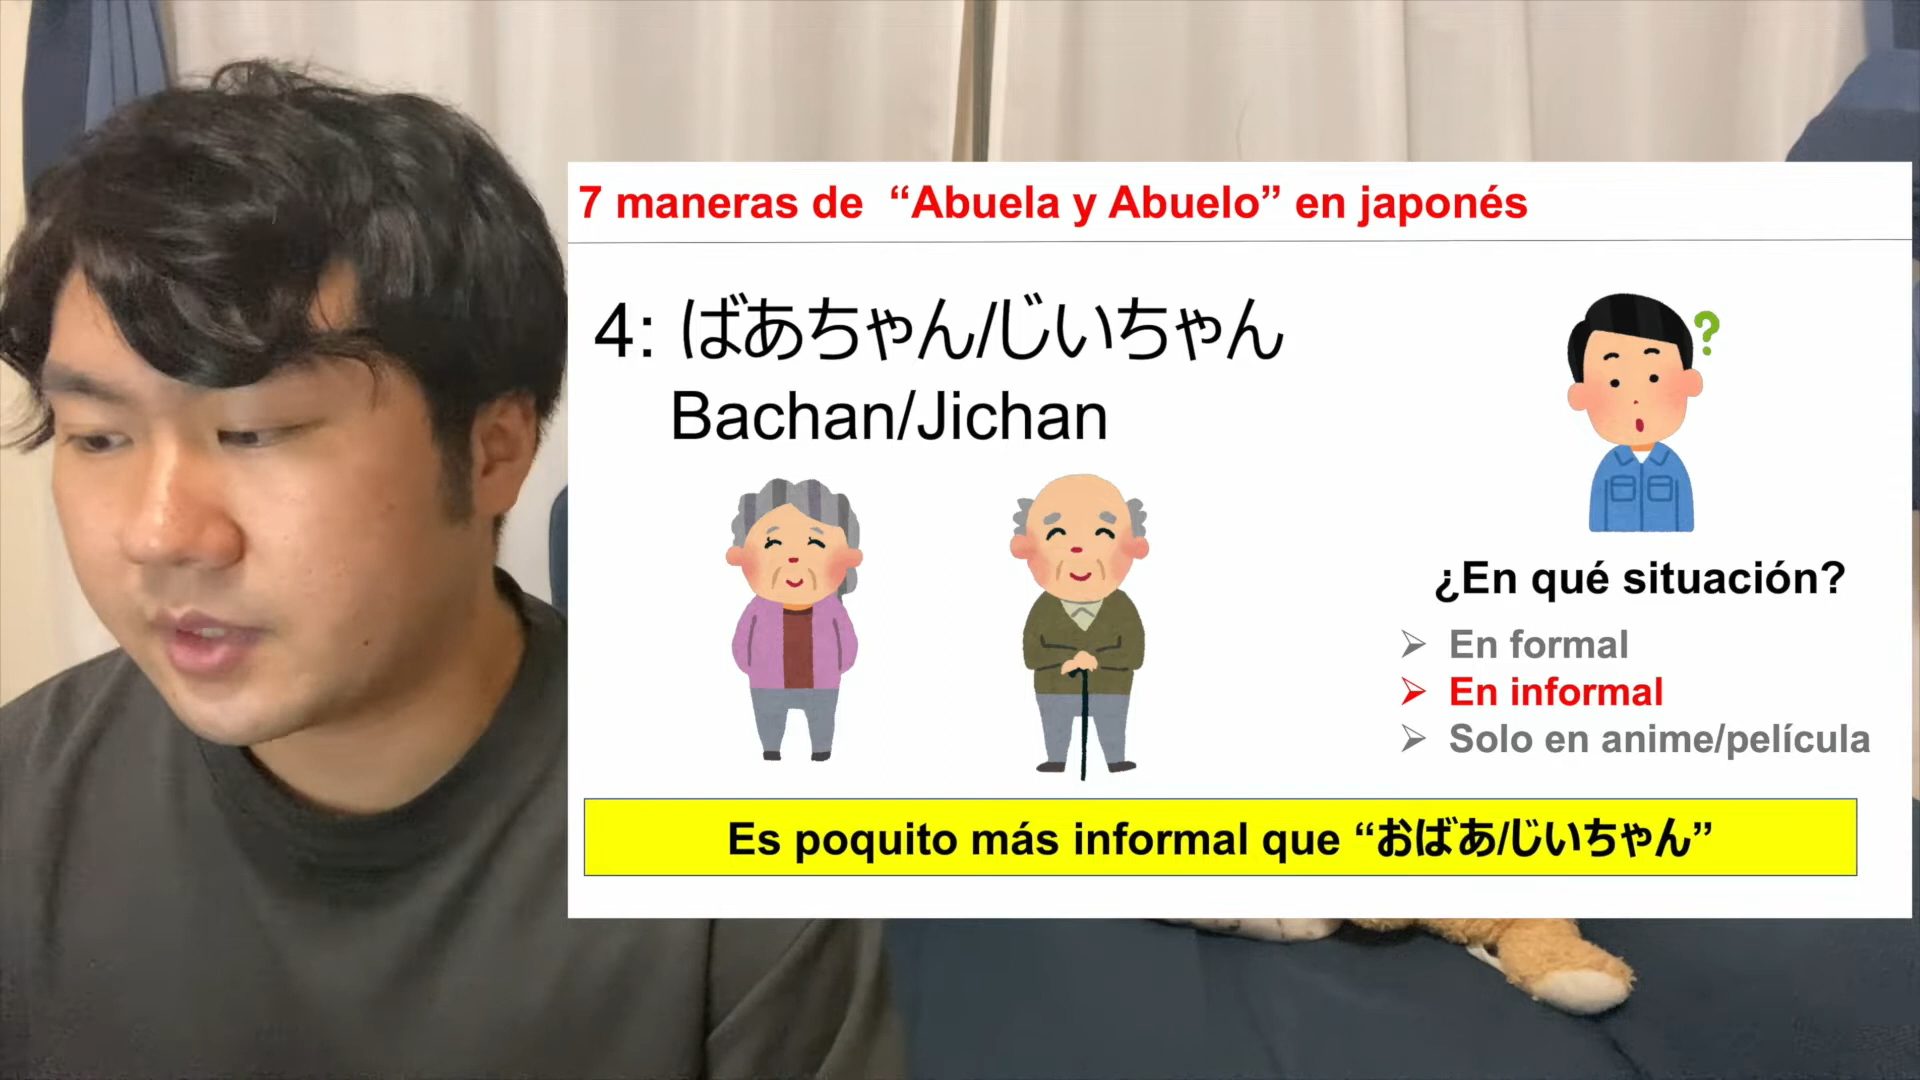 7 maneras de “Abuela y Abuelo” en japonés
4: ばあちゃん/じいちゃん
Bachan/Jichan
?
¿En qué situación?
➢ En formal
➢ En informal
➢ Solo en anime/película
Es poquito más informal que “おばあ/じいちゃん”